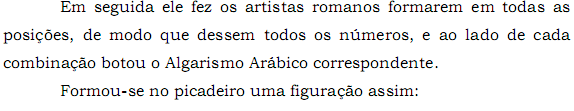 Em seguida ele fez os artistas romanos formarem em todas as
posições, de modo que dessem todos os números, e ao lado de cada
combinação botou o Algarismo Arábico correspondente.
Formou-se no picadeiro uma figuração assim: